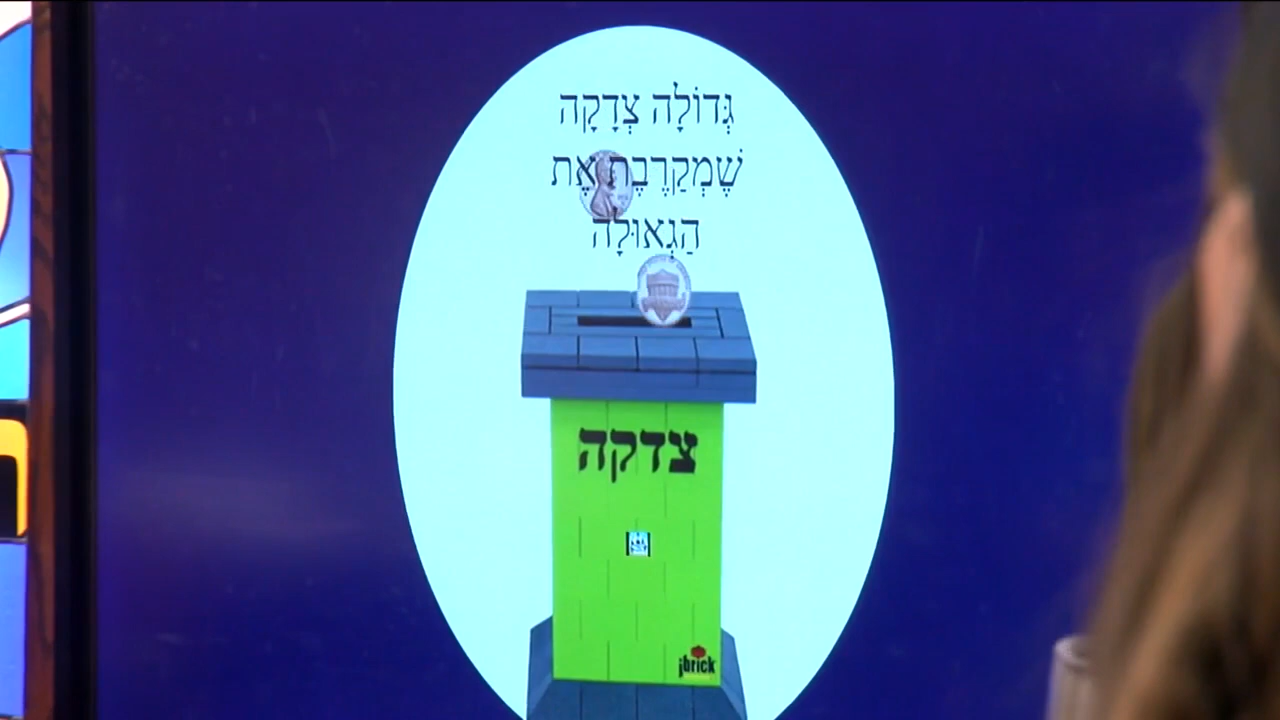 גְּדוֹלָה צְדָקָה
שֶׁמְקַרֶבֶת אֶת
הַגְאוּלָה
צדקה
jbrick